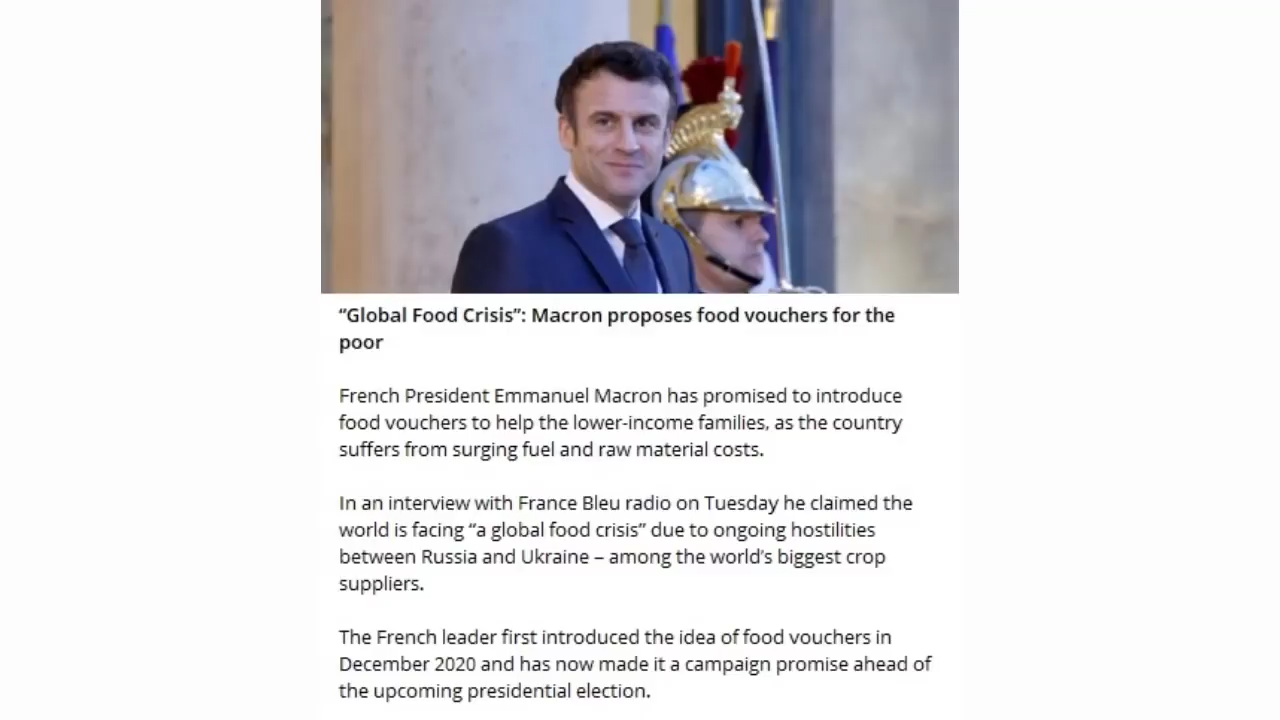 “Global Food Crisis”: Macron proposes food vouchers for the
poor
French President Emmanuel Macron has promised to introduce
food vouchers to help the lower-income families, as the country
suffers from surging fuel and raw material costs.
In an interview with France Bleu radio on Tuesday he claimed the
world is facing “a global food crisis” due to ongoing hostilities
between Russia and Ukraine – among the world’s biggest crop
suppliers.
The French leader first introduced the idea of food vouchers in
December 2020 and has now made it a campaign promise ahead of
the upcoming presidential election.